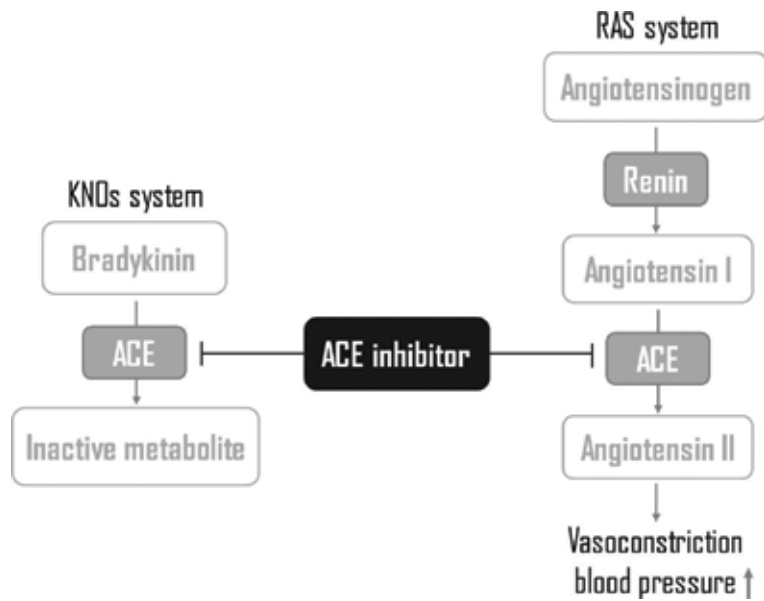 RAS system
Angiotensinogen
Renin
KNOs system
Bradykinin
Angiotensin I
ACE
ACE inhibitor
ACE
Inactive metabolite
Angiotensin II
Vasoconstriction
blood pressure